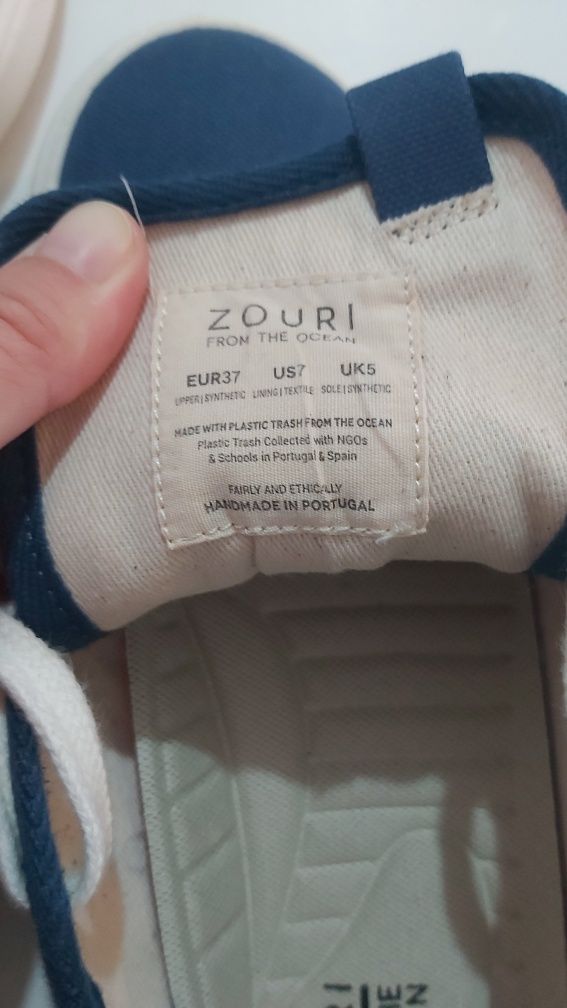 ZOURI
FROM THE OCEAN
EUR37 US7 UK5
UPPER|SYNTHETIC LINING|TEXTILE SOLE|SYNTHETIC
MADE WITH PLASTIC TRASH FROM THE OCEAN
Plastic Trash Collected with NGOs
& Schools in Portugal & Spain
FAIRLY AND ETHICALLY
HANDMADE IN PORTUGAL